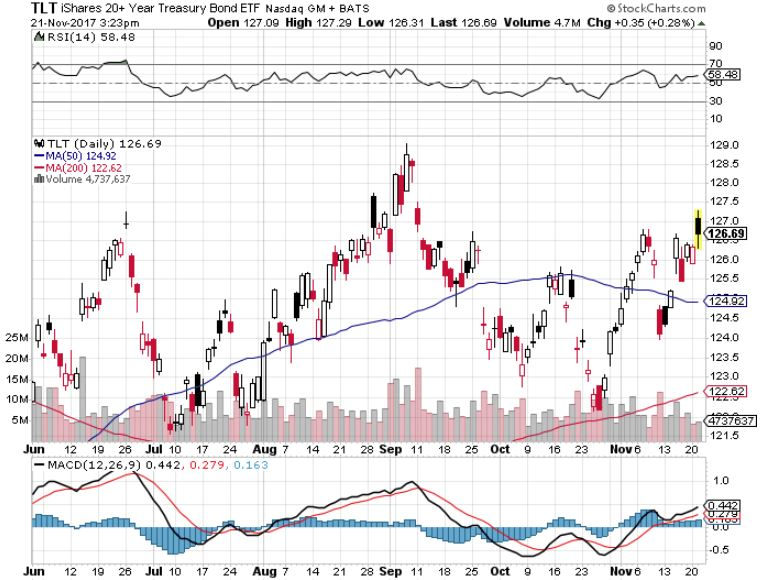 TLT iShares 20+ Year Treasury Bond ETF Nasdaq GM + BATS
© StockCharts.com
21-Nov-2017 3:23pm
Open 127.09 High 127.29 Low 126.31 Last 126.69 Volume 4.7M Chg +0.35 (+0.28%)
RSI(14) 58.48
90
70
58.48
50
30
10
TLT (Daily) 126.69
MA(50) 124.92
MA(200) 122.62
Volume 4,737,637
129.0
128.5
128.0
127.5
127.0
126.69
126.0
125.5
124.92
124.5
124.0
123.5
123.0
122.62
4737637
121.5
25M
20M
15M
10M
5M
Jun 12 19 26 Jul 10 17 24 Aug 7 14 21 28 Sep 11 18 25 Oct 9 16 23 Nov 6 13 20
MACD(12,26,9) 0.442, 0.279, 0.163
1.0
0.442
0.279
0.0
-0.5
Jun 12 19 26 Jul 10 17 24 Aug 7 14 21 28 Sep 11 18 25 Oct 9 16 23 Nov 6 13 20